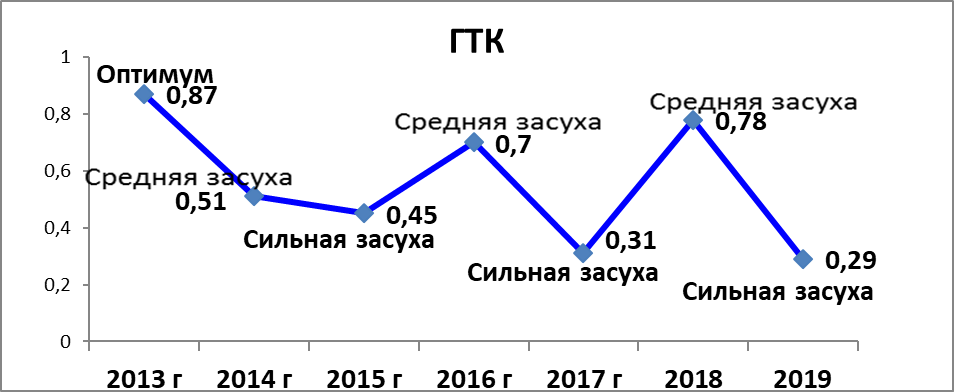 ГТК
1
0,8
0,6
0,4
0,2
0
Оптимум
0,87
Средняя засуха
0,51
0,45
Сильная засуха
Средняя засуха
0,7
0,31
Сильная засуха
Средняя засуха
0,78
0,29
Сильная засуха
2013 г 2014 г 2015 г 2016 г 2017 г 2018 2019